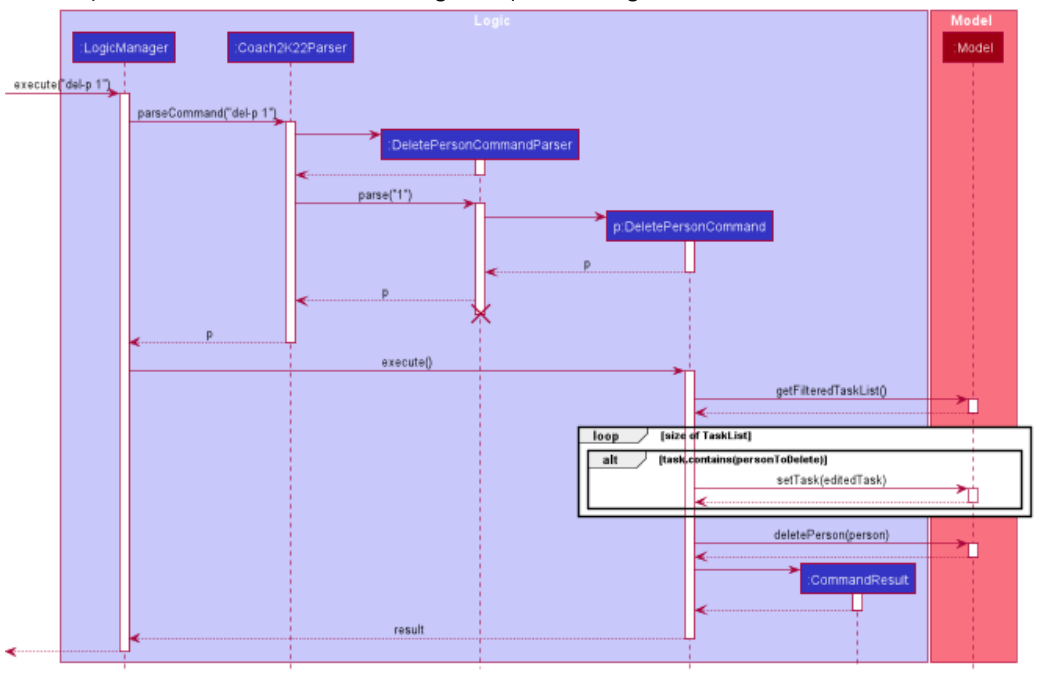 Logic
Model
:LogicManager
:Coach2K22Parser
:Model
execute("del-p 1")
parseCommand("del-p 1")
:DeletePersonCommandParser
parse("1")
p:DeletePersonCommand
p
p
p
execute()
getFilteredTaskList()
loop [size of TaskList]
alt [task.contains(personToDelete)]
setTask(editedTask)
deletePerson(person)
:CommandResult
result